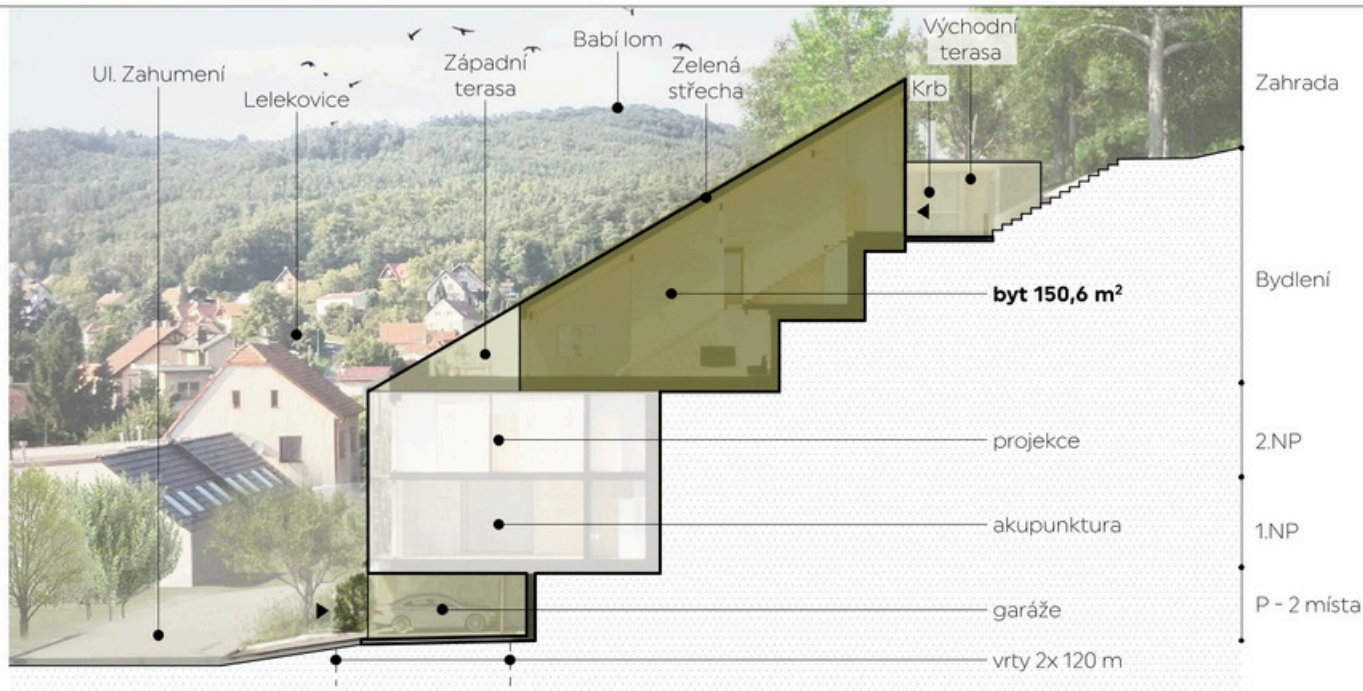 Ul. Zahumení
Lelekovice
Západní
terasa
Babí lom
Zelená
střecha
Východní
terasa
Krb
Zahrada
byt 150,6 m²
Bydlení
projekce
2.NP
akupunktura
1.NP
garáže
P - 2 místa
vrty 2x 120 m